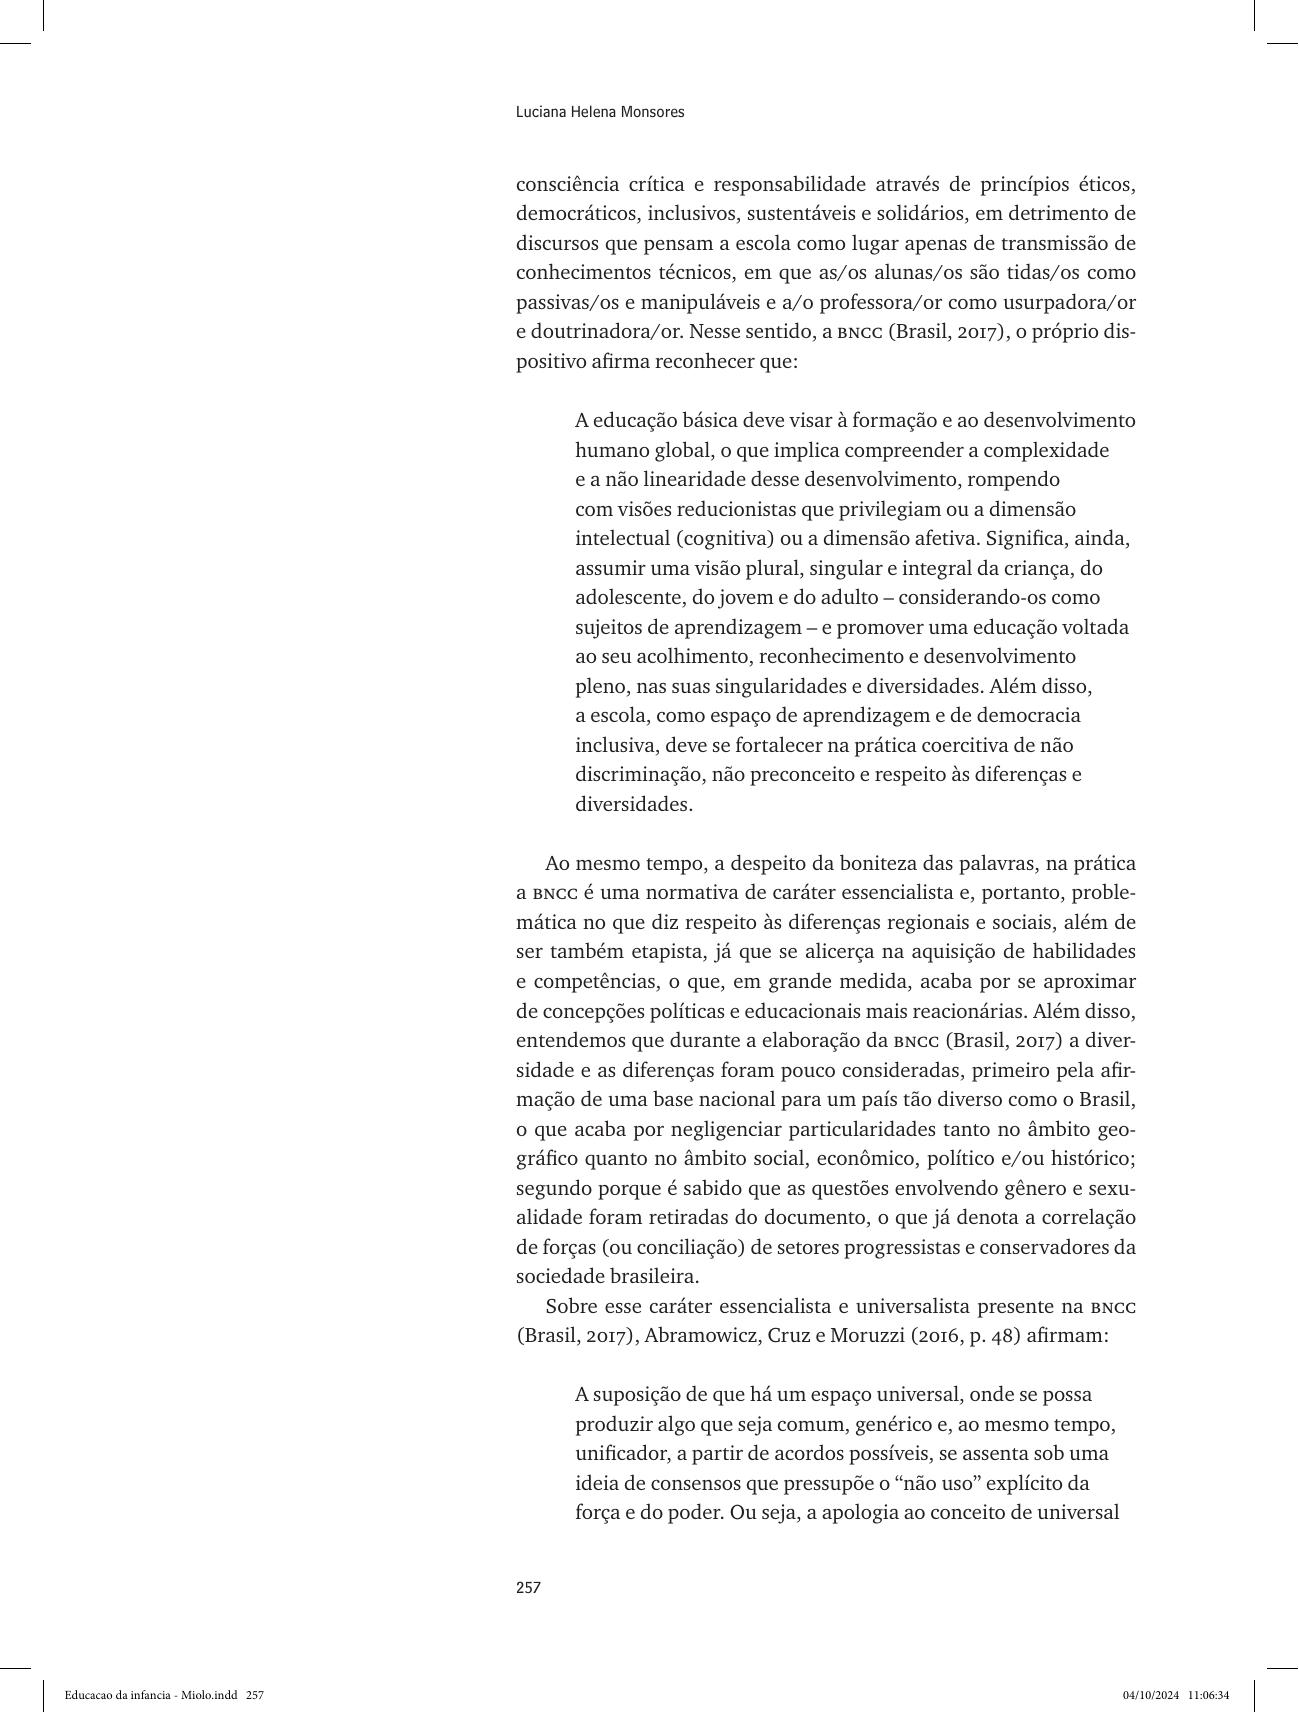 Luciana Helena Monsores
consciência crítica e responsabilidade através de princípios éticos,
democráticos, inclusivos, sustentáveis e solidários, em detrimento de
discursos que pensam a escola como lugar apenas de transmissão de
conhecimentos técnicos, em que as/os alunas/os são tidas/os como
passivas/os e manipuláveis e a/o professora/or como usurpadora/or
e doutrinadora/or. Nesse sentido, a BNCC (Brasil, 2017), o próprio dis-
positivo afirma reconhecer que:
A educação básica deve visar à formação e ao desenvolvimento
humano global, o que implica compreender a complexidade
e a não linearidade desse desenvolvimento, rompendo
com visões reducionistas que privilegiam ou a dimensão
intelectual (cognitiva) ou a dimensão afetiva. Significa, ainda,
assumir uma visão plural, singular e integral da criança, do
adolescente, do jovem e do adulto – considerando-os como
sujeitos de aprendizagem – e promover uma educação voltada
ao seu acolhimento, reconhecimento e desenvolvimento
pleno, nas suas singularidades e diversidades. Além disso,
a escola, como espaço de aprendizagem e de democracia
inclusiva, deve se fortalecer na prática coercitiva de não
discriminação, não preconceito e respeito às diferenças e
diversidades.
Ao mesmo tempo, a despeito da boniteza das palavras, na prática
a BNCC é uma normativa de caráter essencialista e, portanto, proble-
mática no que diz respeito às diferenças regionais e sociais, além de
ser também etapista, já que se alicerça na aquisição de habilidades
e competências, o que, em grande medida, acaba por se aproximar
de concepções políticas e educacionais mais reacionárias. Além disso,
entendemos que durante a elaboração da BNCC (Brasil, 2017) a diver-
sidade e as diferenças foram pouco consideradas, primeiro pela afir-
mação de uma base nacional para um país tão diverso como o Brasil,
o que acaba por negligenciar particularidades tanto no âmbito geo-
gráfico quanto no âmbito social, econômico, político e/ou histórico;
segundo porque é sabido que as questões envolvendo gênero e sexu-
alidade foram retiradas do documento, o que já denota a correlação
de forças (ou conciliação) de setores progressistas e conservadores da
sociedade brasileira.
Sobre esse caráter essencialista e universalista presente na BNCC
(Brasil, 2017), Abramowicz, Cruz e Moruzzi (2016, p. 48) afirmam:
A suposição de que há um espaço universal, onde se possa
produzir algo que seja comum, genérico e, ao mesmo tempo,
unificador, a partir de acordos possíveis, se assenta sob uma
ideia de consensos que pressupõe o “não uso” explícito da
força e do poder. Ou seja, a apologia ao conceito de universal
257
Educacao da infancia - Miolo.indd 257
04/10/2024 11:06:34